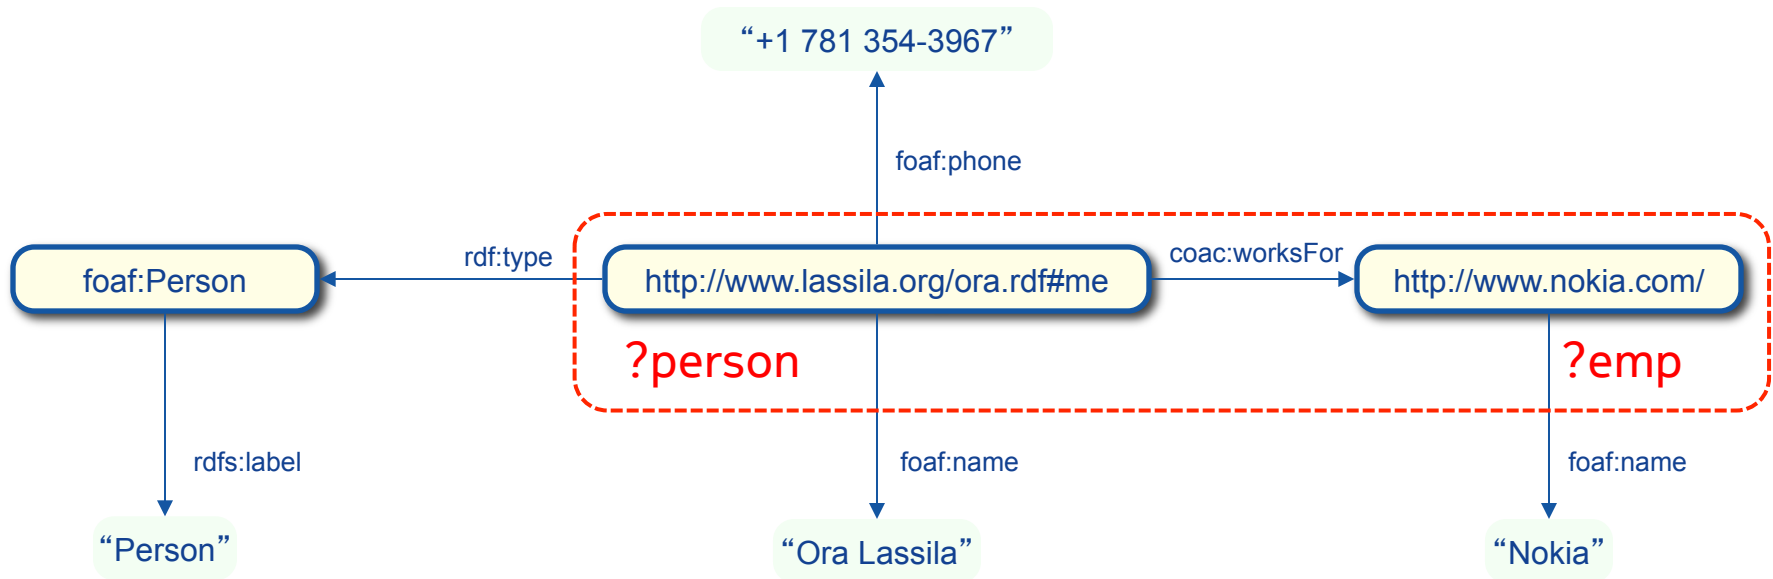 “+1 781 354-3967”
foaf:phone
rdf:type
coac:worksFor
foaf:Person
http://www.lassila.org/ora.rdf#me
http://www.nokia.com/
?person
?emp
rdfs:label
foaf:name
foaf:name
“Person”
“Ora Lassila”
“Nokia”